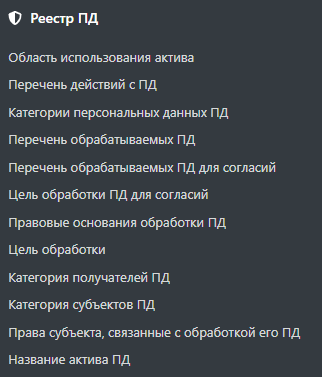 Реестр ПД
Область использования актива
Перечень действий с ПД
Категории персональных данных ПД
Перечень обрабатываемых ПД
Перечень обрабатываемых ПД для согласий
Цель обработки ПД для согласий
Правовые основания обработки ПД
Цель обработки
Категория получателей ПД
Категория субъектов ПД
Права субъекта, связанные с обработкой его ПД
Название актива ПД